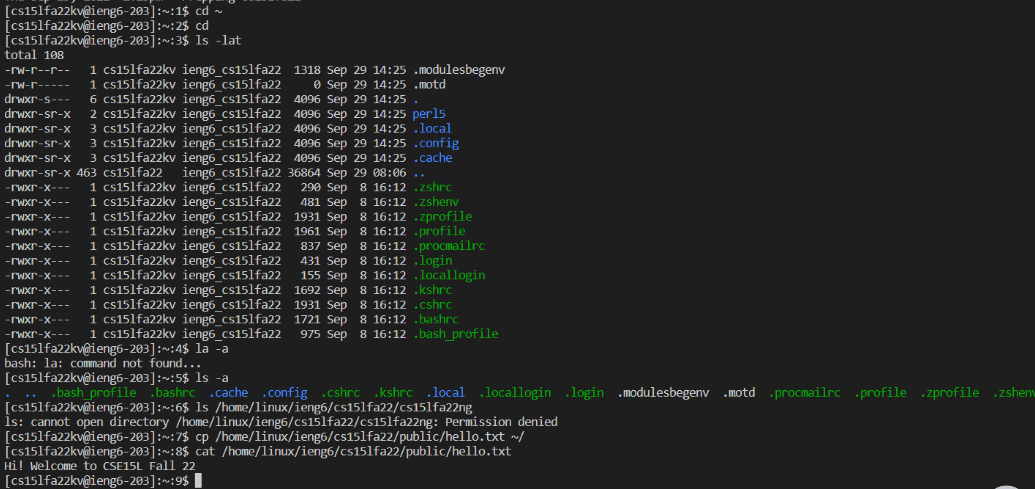 [cs15lfa22kv@ieng6-203]:~:1$ cd ~
[cs15lfa22kv@ieng6-203]:~:2$ cd
[cs15lfa22kv@ieng6-203]:~:3$ ls -lat
total 108
-rw-r--r--   1 cs15lfa22kv ieng6_cs15lfa22  1318 Sep 29 14:25 .modulesbegenv
-rw-r-----   1 cs15lfa22kv ieng6_cs15lfa22     0 Sep 29 14:25 .motd
drwxr-s---   6 cs15lfa22kv ieng6_cs15lfa22  4096 Sep 29 14:25 .
drwxr-sr-x   2 cs15lfa22kv ieng6_cs15lfa22  4096 Sep 29 14:25 perl5
drwxr-sr-x   3 cs15lfa22kv ieng6_cs15lfa22  4096 Sep 29 14:25 .local
drwxr-sr-x   3 cs15lfa22kv ieng6_cs15lfa22  4096 Sep 29 14:25 .config
drwxr-sr-x   3 cs15lfa22kv ieng6_cs15lfa22  4096 Sep 29 14:25 .cache
drwxr-sr-x 463 cs15lfa22   ieng6_cs15lfa22 36864 Sep 29 08:06 ..
-rwxr-x---   1 cs15lfa22kv ieng6_cs15lfa22   290 Sep  8 16:12 .zshrc
-rwxr-x---   1 cs15lfa22kv ieng6_cs15lfa22   481 Sep  8 16:12 .zshenv
-rwxr-x---   1 cs15lfa22kv ieng6_cs15lfa22  1931 Sep  8 16:12 .zprofile
-rwxr-x---   1 cs15lfa22kv ieng6_cs15lfa22  1961 Sep  8 16:12 .profile
-rwxr-x---   1 cs15lfa22kv ieng6_cs15lfa22   837 Sep  8 16:12 .procmailrc
-rwxr-x---   1 cs15lfa22kv ieng6_cs15lfa22   431 Sep  8 16:12 .login
-rwxr-x---   1 cs15lfa22kv ieng6_cs15lfa22   155 Sep  8 16:12 .locallogin
-rwxr-x---   1 cs15lfa22kv ieng6_cs15lfa22  1692 Sep  8 16:12 .kshrc
-rwxr-x---   1 cs15lfa22kv ieng6_cs15lfa22  1931 Sep  8 16:12 .cshrc
-rwxr-x---   1 cs15lfa22kv ieng6_cs15lfa22  1721 Sep  8 16:12 .bashrc
-rwxr-x---   1 cs15lfa22kv ieng6_cs15lfa22   975 Sep  8 16:12 .bash_profile
[cs15lfa22kv@ieng6-203]:~:4$ la -a
bash: la: command not found...
[cs15lfa22kv@ieng6-203]:~:5$ ls -a
.  ..  .bash_profile  .bashrc  .cache  .config  .cshrc  .kshrc  .local  .locallogin  .login  .modulesbegenv  .motd  .procmailrc  .profile  .zprofile  .zshenv
[cs15lfa22kv@ieng6-203]:~:6$ ls /home/linux/ieng6/cs15lfa22/cs15lfa22ng
ls: cannot open directory /home/linux/ieng6/cs15lfa22/cs15lfa22ng: Permission denied
[cs15lfa22kv@ieng6-203]:~:7$ cp /home/linux/ieng6/cs15lfa22/public/hello.txt ~/
[cs15lfa22kv@ieng6-203]:~:8$ cat /home/linux/ieng6/cs15lfa22/public/hello.txt
Hi! Welcome to CSE15L Fall 22
[cs15lfa22kv@ieng6-203]:~:9$